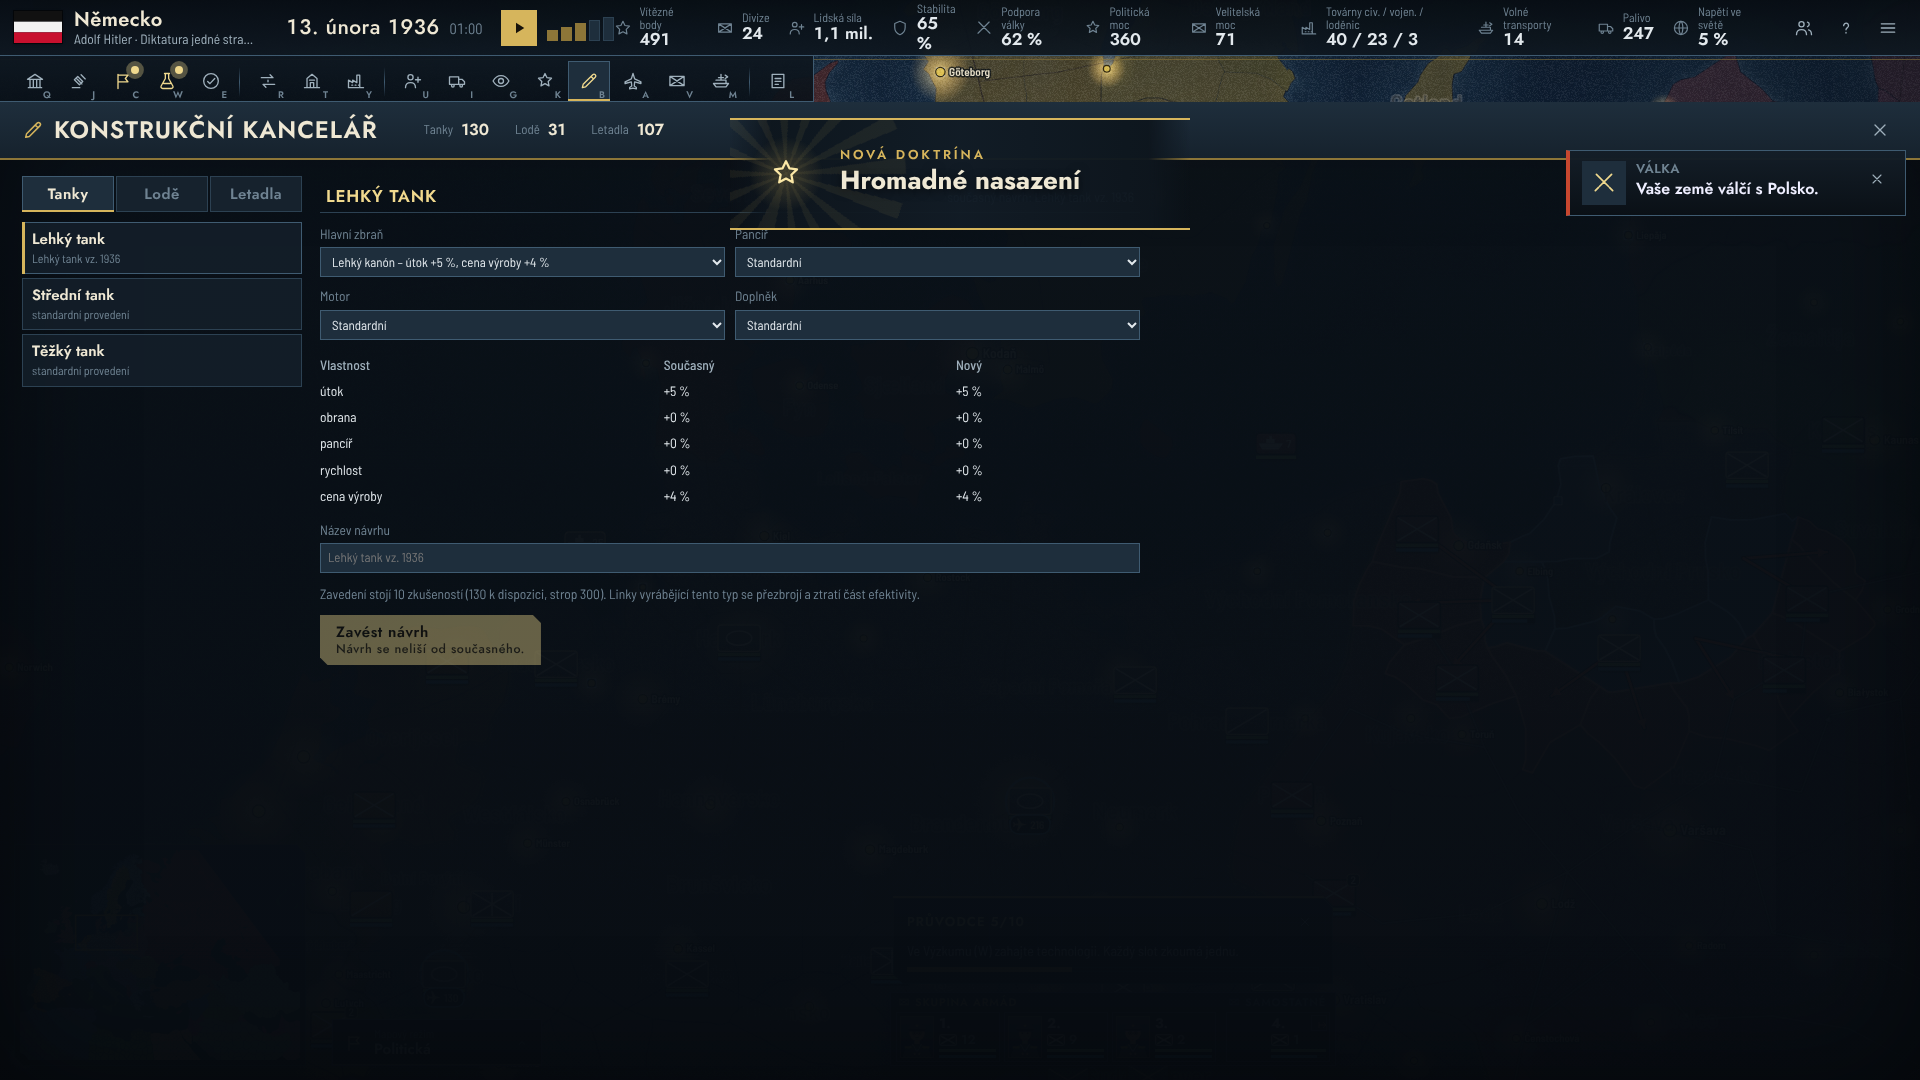 Německo
Adolf Hitler · Diktatura jedné stra...
13. února 1936 01:00
Vítězné body 491
Divize 24
Lidská síla 1,1 mil.
Stabilita 65 %
Podpora války 62 %
Politická moc 360
Velitelská moc 71
Továrny civ. / vojen. / loděnic 40 / 23 / 3
Volné transporty 14
Palivo 247
Napětí ve světě 5 %
?
Q J C W E R T Y U I G K B A V M L
Göteborg
KONSTRUKČNÍ KANCELÁŘ
Tanky 130 Lodě 31 Letadla 107
NOVÁ DOKTRÍNA
Hromadné nasazení
VÁLKA
Vaše země válčí s Polsko.
Tanky Lodě Letadla
Lehký tank
Lehký tank vz. 1936
Střední tank
standardní provedení
Těžký tank
standardní provedení
LEHKÝ TANK
Hlavní zbraň Pancíř
Lehký kanón – útok +5 %, cena výroby +4 % Standardní
Motor Doplněk
Standardní Standardní
Vlastnost Současný Nový
útok +5 % +5 %
obrana +0 % +0 %
pancíř +0 % +0 %
rychlost +0 % +0 %
cena výroby +4 % +4 %
Název návrhu
Lehký tank vz. 1936
Zavedení stojí 10 zkušeností (130 k dispozici, strop 300). Linky vyrábějící tento typ se přezbrojí a ztratí část efektivity.
Zavést návrh
Návrh se neliší od současného.